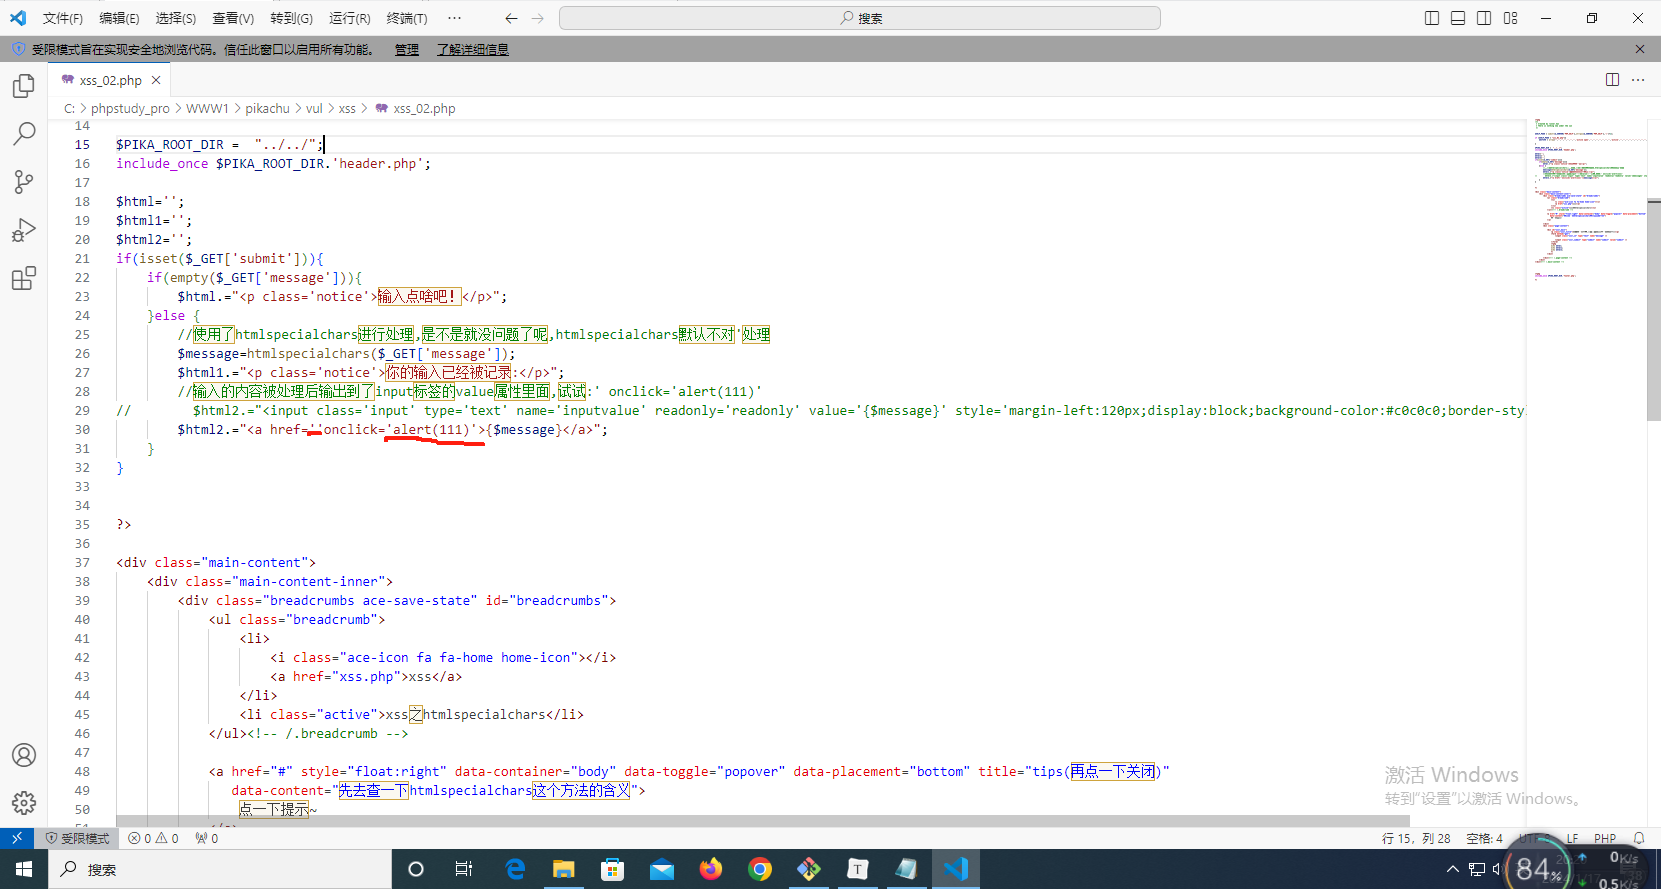 文件(F) 编辑(E) 选择(S) 查看(V) 转到(G) 运行(R) 终端(T) ··· 搜索
受限模式旨在实现安全地浏览代码。信任此窗口以启用所有功能。 管理 了解详细信息
xss_02.php
C: > phpstudy_pro > WWW1 > pikachu > vul > xss > xss_02.php
14
15 $PIKA_ROOT_DIR =  "../../";
16 include_once $PIKA_ROOT_DIR.'header.php';
17
18 $html='';
19 $html1='';
20 $html2='';
21 if(isset($_GET['submit'])){
22     if(empty($_GET['message'])){
23         $html.="<p class='notice'>输入点啥吧！</p>";
24     }else {
25         //使用了htmlspecialchars进行处理,是不是就没问题了呢,htmlspecialchars默认不对'处理
26         $message=htmlspecialchars($_GET['message']);
27         $html1.="<p class='notice'>你的输入已经被记录:</p>";
28         //输入的内容被处理后输出到了input标签的value属性里面,试试:' onclick='alert(111)'
29 //        $html2.="<input class='input' type='text' name='inputvalue' readonly='readonly' value='{$message}' style='margin-left:120px;display:block;background-color:#c0c0c0;border-sty
30         $html2.="<a href=''onclick='alert(111)'>{$message}</a>";
31     }
32 }
33
34
35 ?>
36
37 <div class="main-content">
38     <div class="main-content-inner">
39         <div class="breadcrumbs ace-save-state" id="breadcrumbs">
40             <ul class="breadcrumb">
41                 <li>
42                     <i class="ace-icon fa fa-home home-icon"></i>
43                     <a href="xss.php">xss</a>
44                 </li>
45                 <li class="active">xss之htmlspecialchars</li>
46             </ul><!-- /.breadcrumb -->
47
48             <a href="#" style="float:right" data-container="body" data-toggle="popover" data-placement="bottom" title="tips(再点一下关闭)"
49                data-content="先去查一下htmlspecialchars这个方法的含义">
50                 点一下提示~
激活 Windows
转到"设置"以激活 Windows。
受限模式 0 0 0 行 15，列 28 空格: 4 LF PHP
搜索 84% 0K/s
0.5K/s